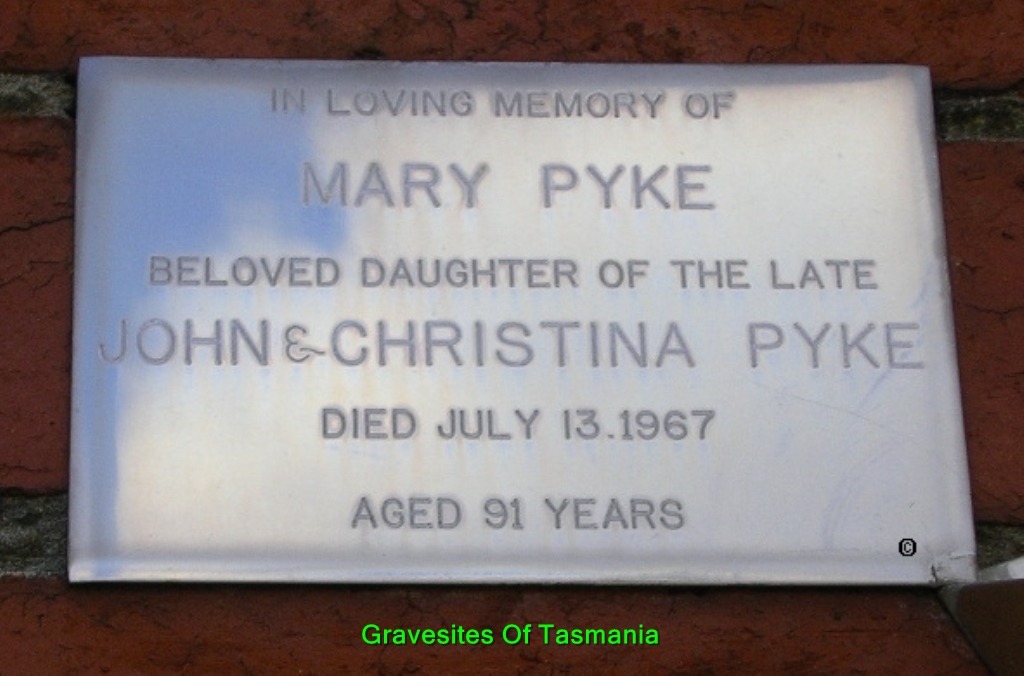 IN LOVING MEMORY OF
MARY PYKE
BELOVED DAUGHTER OF THE LATE
JOHN & CHRISTINA PYKE
DIED JULY 13.1967
AGED 91 YEARS
©
Gravesites Of Tasmania